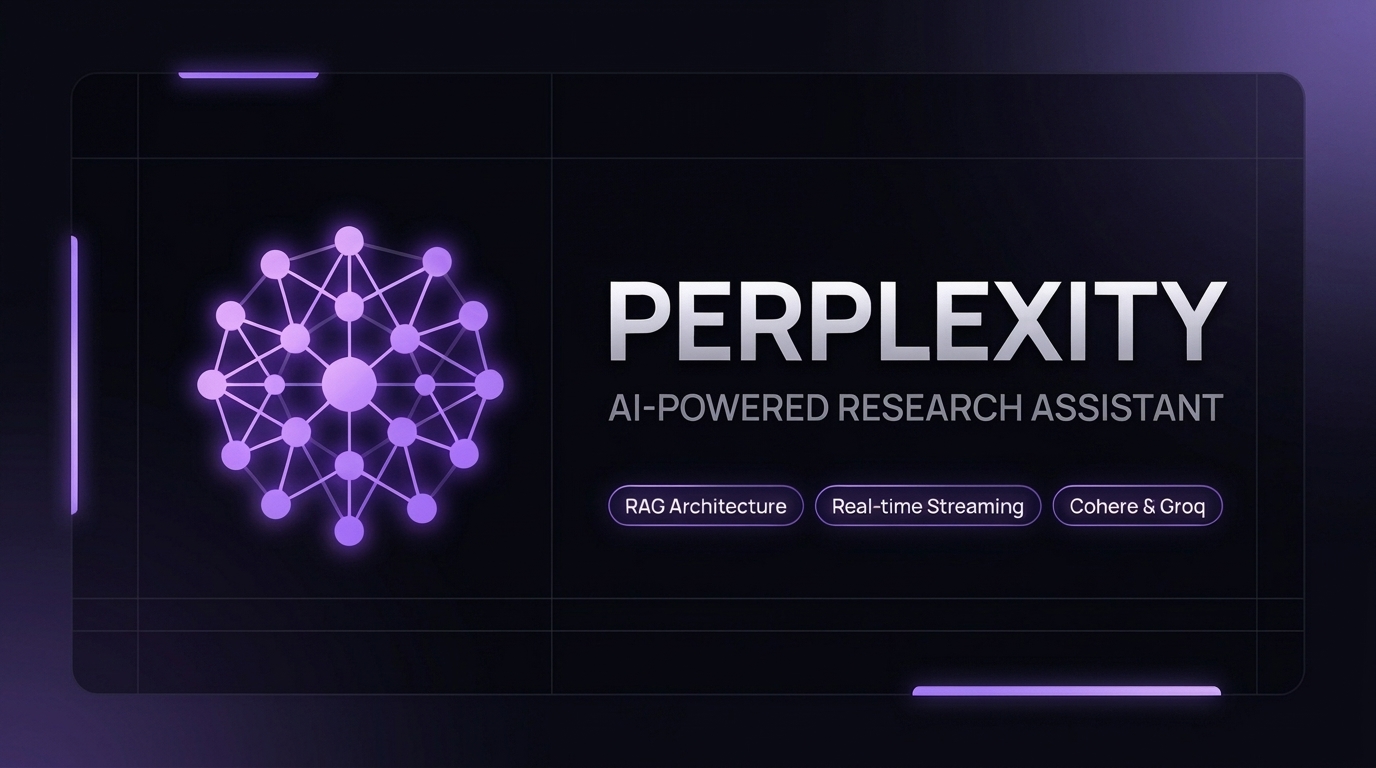 PERPLEXITY
AI-POWERED RESEARCH ASSISTANT
RAG Architecture Real-time Streaming Cohere & Groq